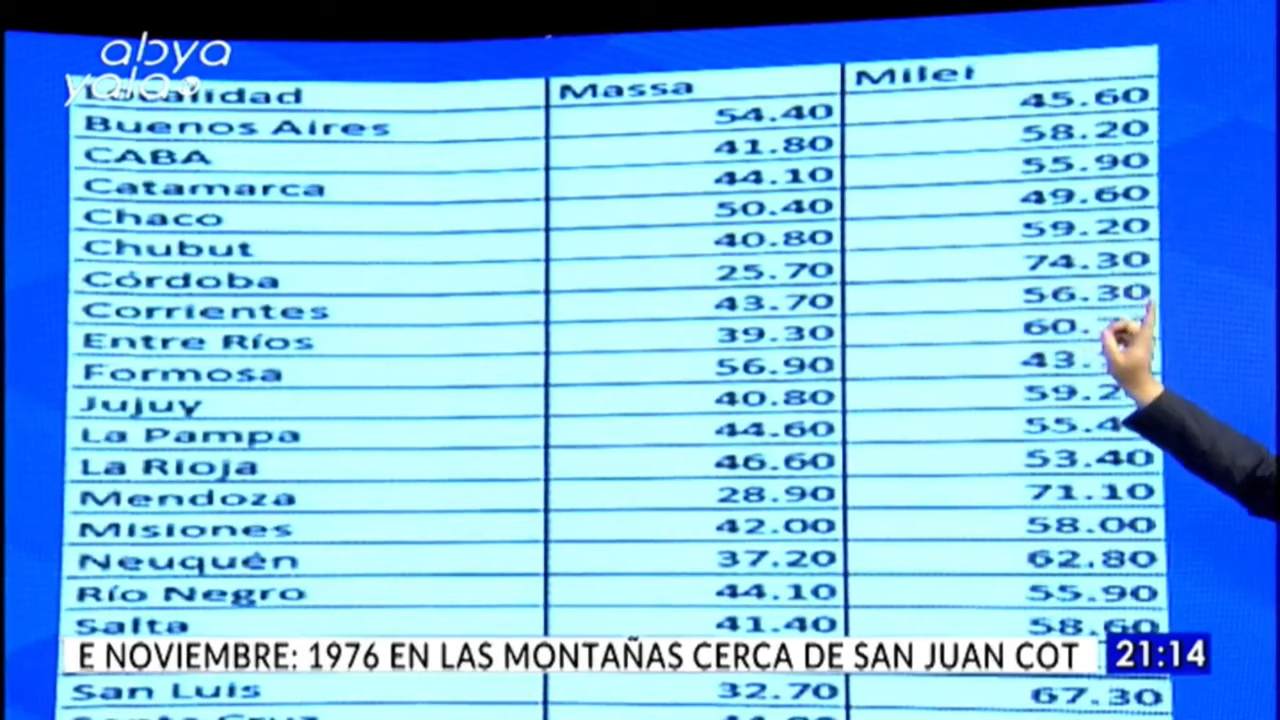 abya
yala
Localidad Massa Milei
Buenos Aires 54.40 45.60
CABA 41.80 58.20
Catamarca 44.10 55.90
Chaco 50.40 49.60
Chubut 40.80 59.20
Córdoba 25.70 74.30
Corrientes 43.70 56.30
Entre Ríos 39.30 60.
Formosa 56.90 43.
Jujuy 40.80 59.2
La Pampa 44.60 55.4
La Rioja 46.60 53.40
Mendoza 28.90 71.10
Misiones 42.00 58.00
Neuquén 37.20 62.80
Río Negro 44.10 55.90
Salta 41.40 58.60
E NOVIEMBRE: 1976 EN LAS MONTAÑAS CERCA DE SAN JUAN COT 21:14
San Luis 32.70 67.30
Santa Cruz